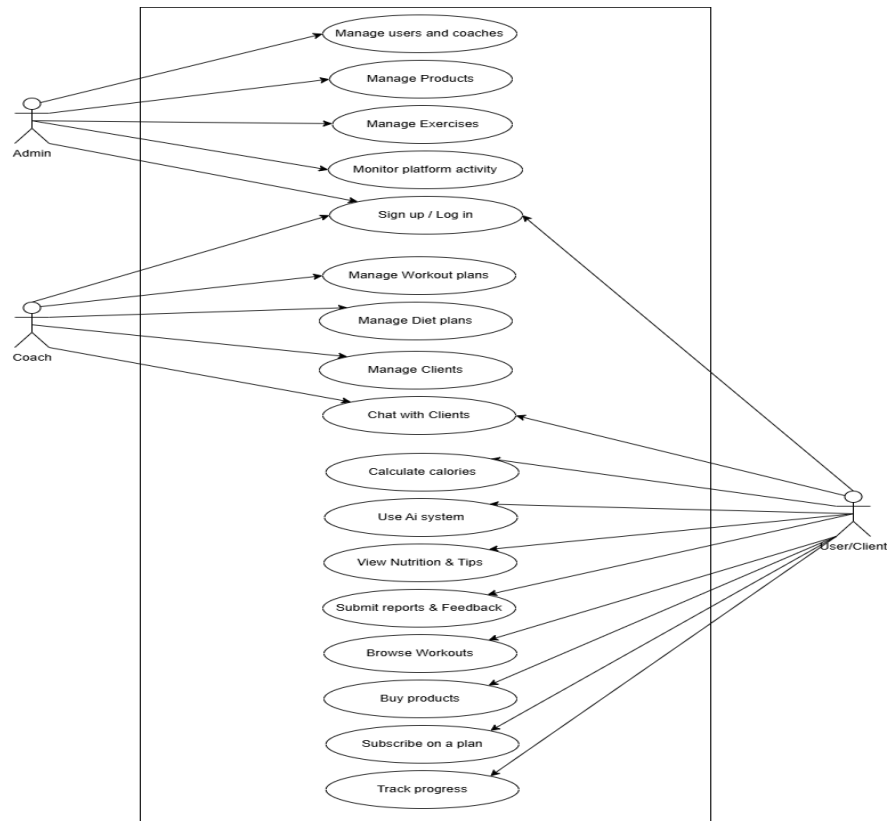 Manage users and coaches
Manage Products
Manage Exercises
Admin
Monitor platform activity
Sign up / Log in
Manage Workout plans
Manage Diet plans
Coach
Manage Clients
Chat with Clients
Calculate calories
Use Ai system
User/Client
View Nutrition & Tips
Submit reports & Feedback
Browse Workouts
Buy products
Subscribe on a plan
Track progress